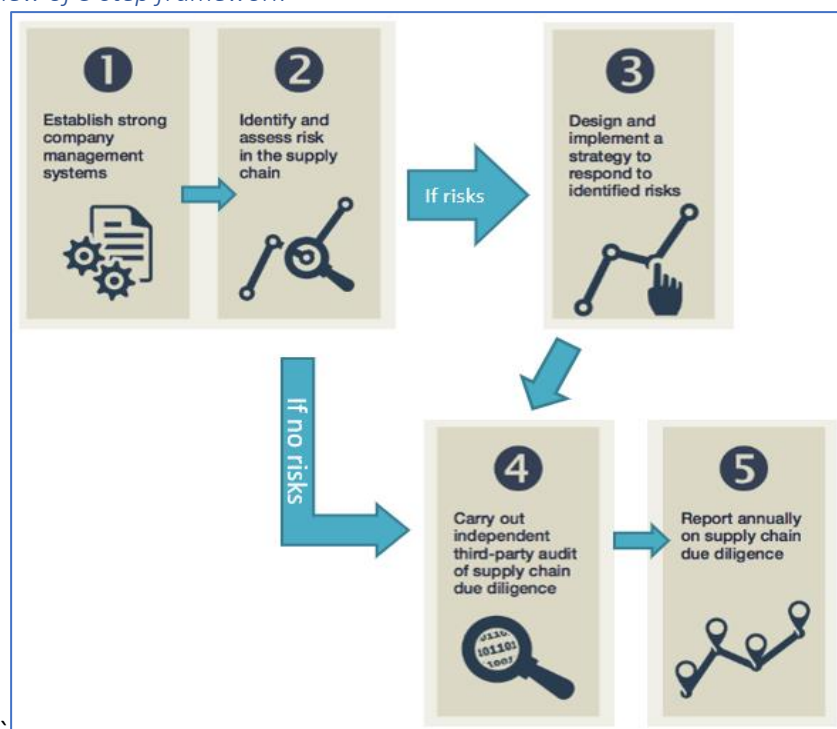 1
Establish strong
company
management
systems
2
Identify and
assess risk
in the supply
chain
If risks
3
Design and
implement a
strategy to
respond to
identified risks
If no risks
4
Carry out
independent
third-party audit
of supply chain
due diligence
01101
5
Report annually
on supply chain
due diligence
`